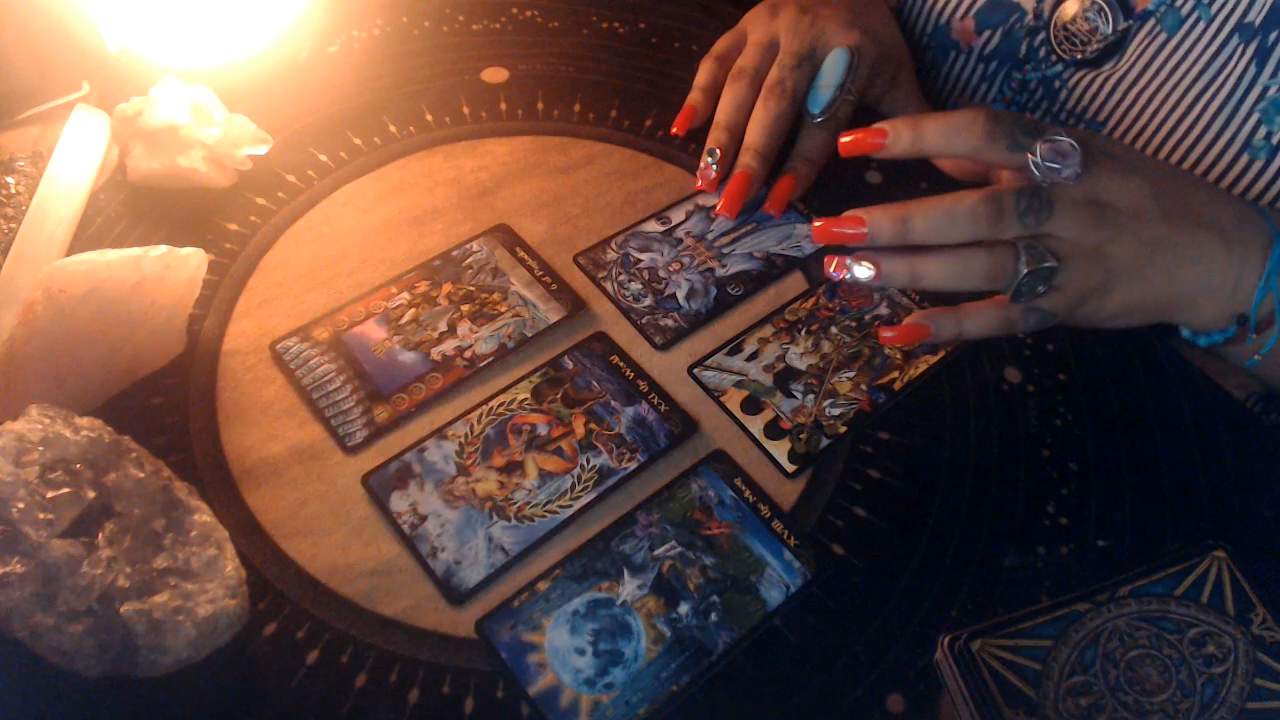 6 of Pentacles
XXI the World
XVIII the Moon